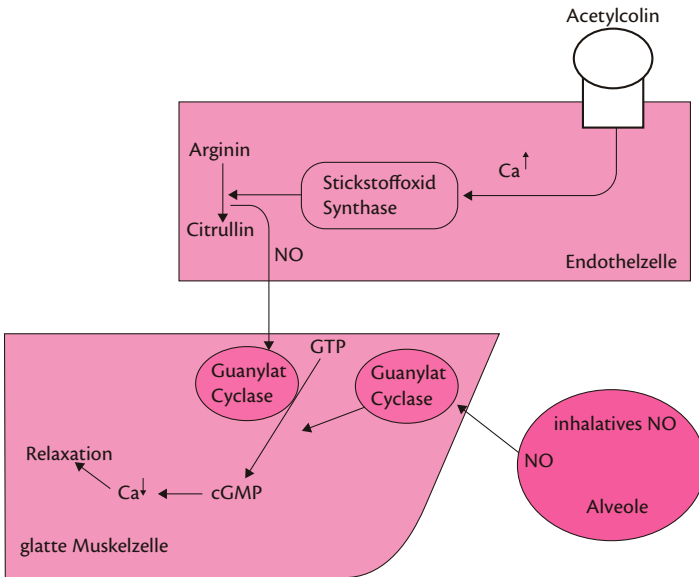 Acetylcolin
Arginin
Ca
Stickstoffoxid
Synthase
Citrullin
NO
Endothelzelle
GTP
Guanylat
Cyclase
Guanylat
Cyclase
inhalatives NO
NO
Relaxation
Ca
cGMP
Alveole
glatte Muskelzelle